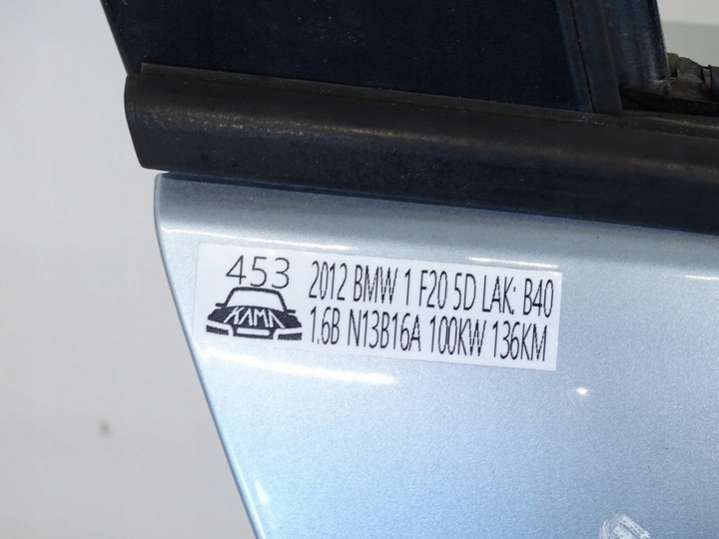 453
KAMA
2012 BMW 1 F20 5D LAK: B40
1.6B N13B16A 100KW 136KM